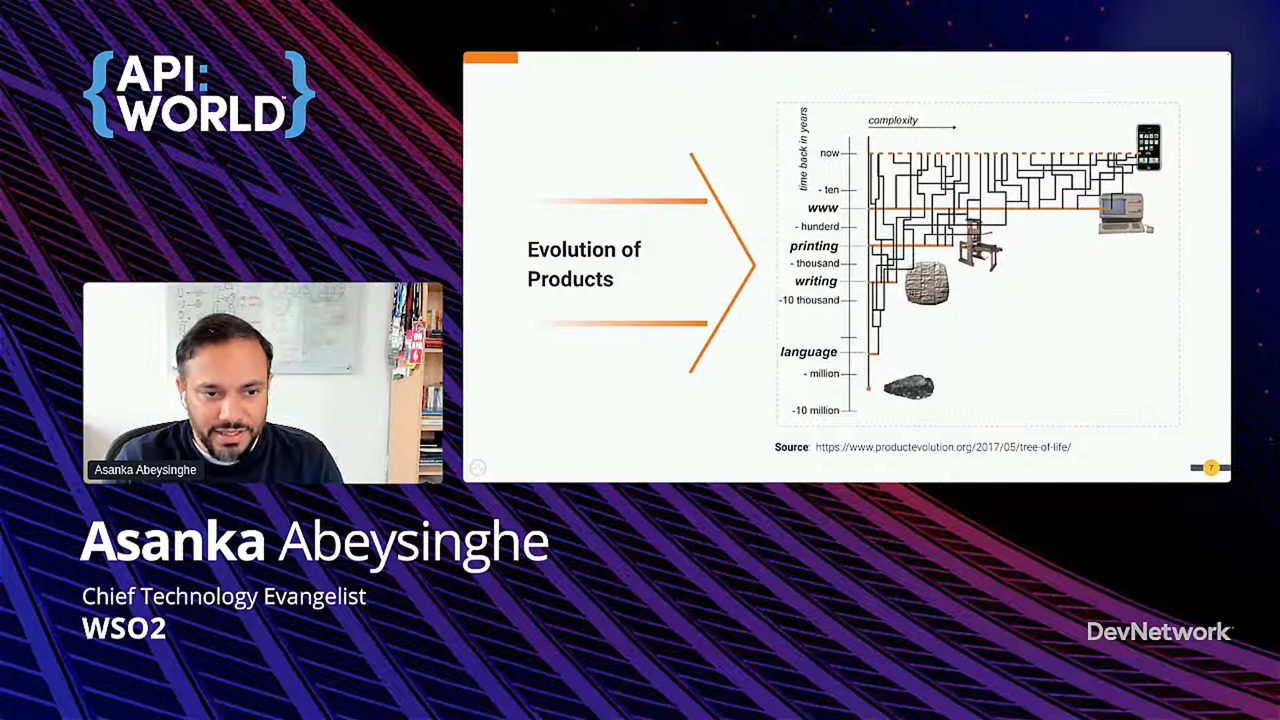 {API:
WORLD}™
Evolution of
Products
time back in years
complexity
now
- ten
www
- hunderd
printing
- thousand
writing
-10 thousand
language
- million
-10 million
Source: https://www.productevolution.org/2017/05/tree-of-life/
7
Asanka Abeysinghe
Asanka Abeysinghe
Chief Technology Evangelist
WSO2
DevNetwork